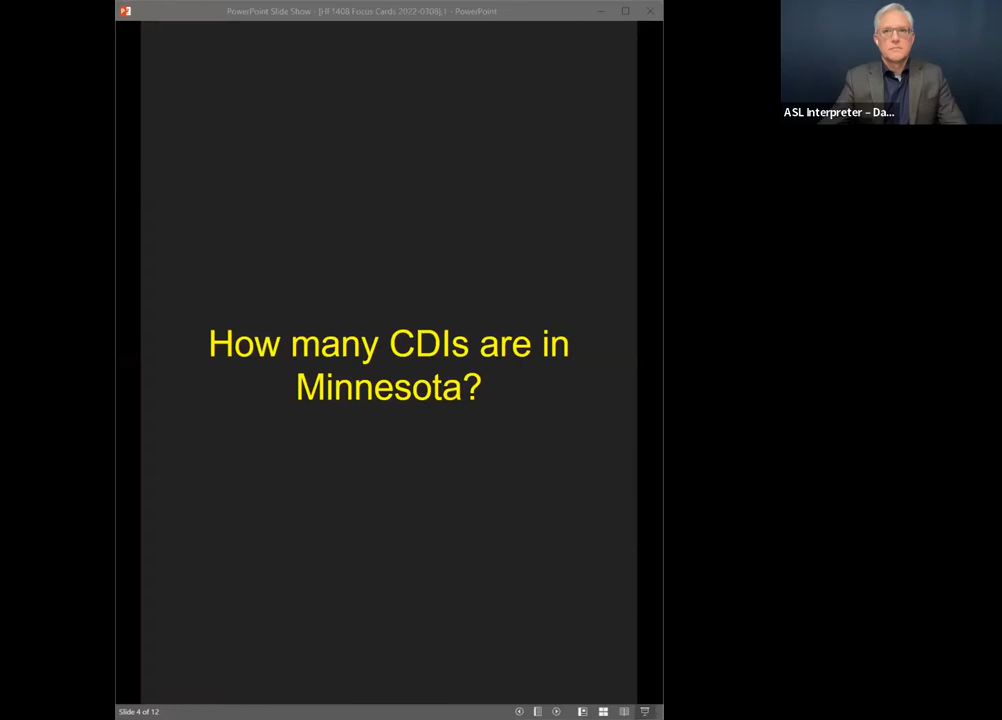 PowerPoint Slide Show - [HF1408 Focus Cards 2022-0308],1 - PowerPoint
ASL Interpreter – Da...
How many CDIs are in
Minnesota?
Slide 4 of 12